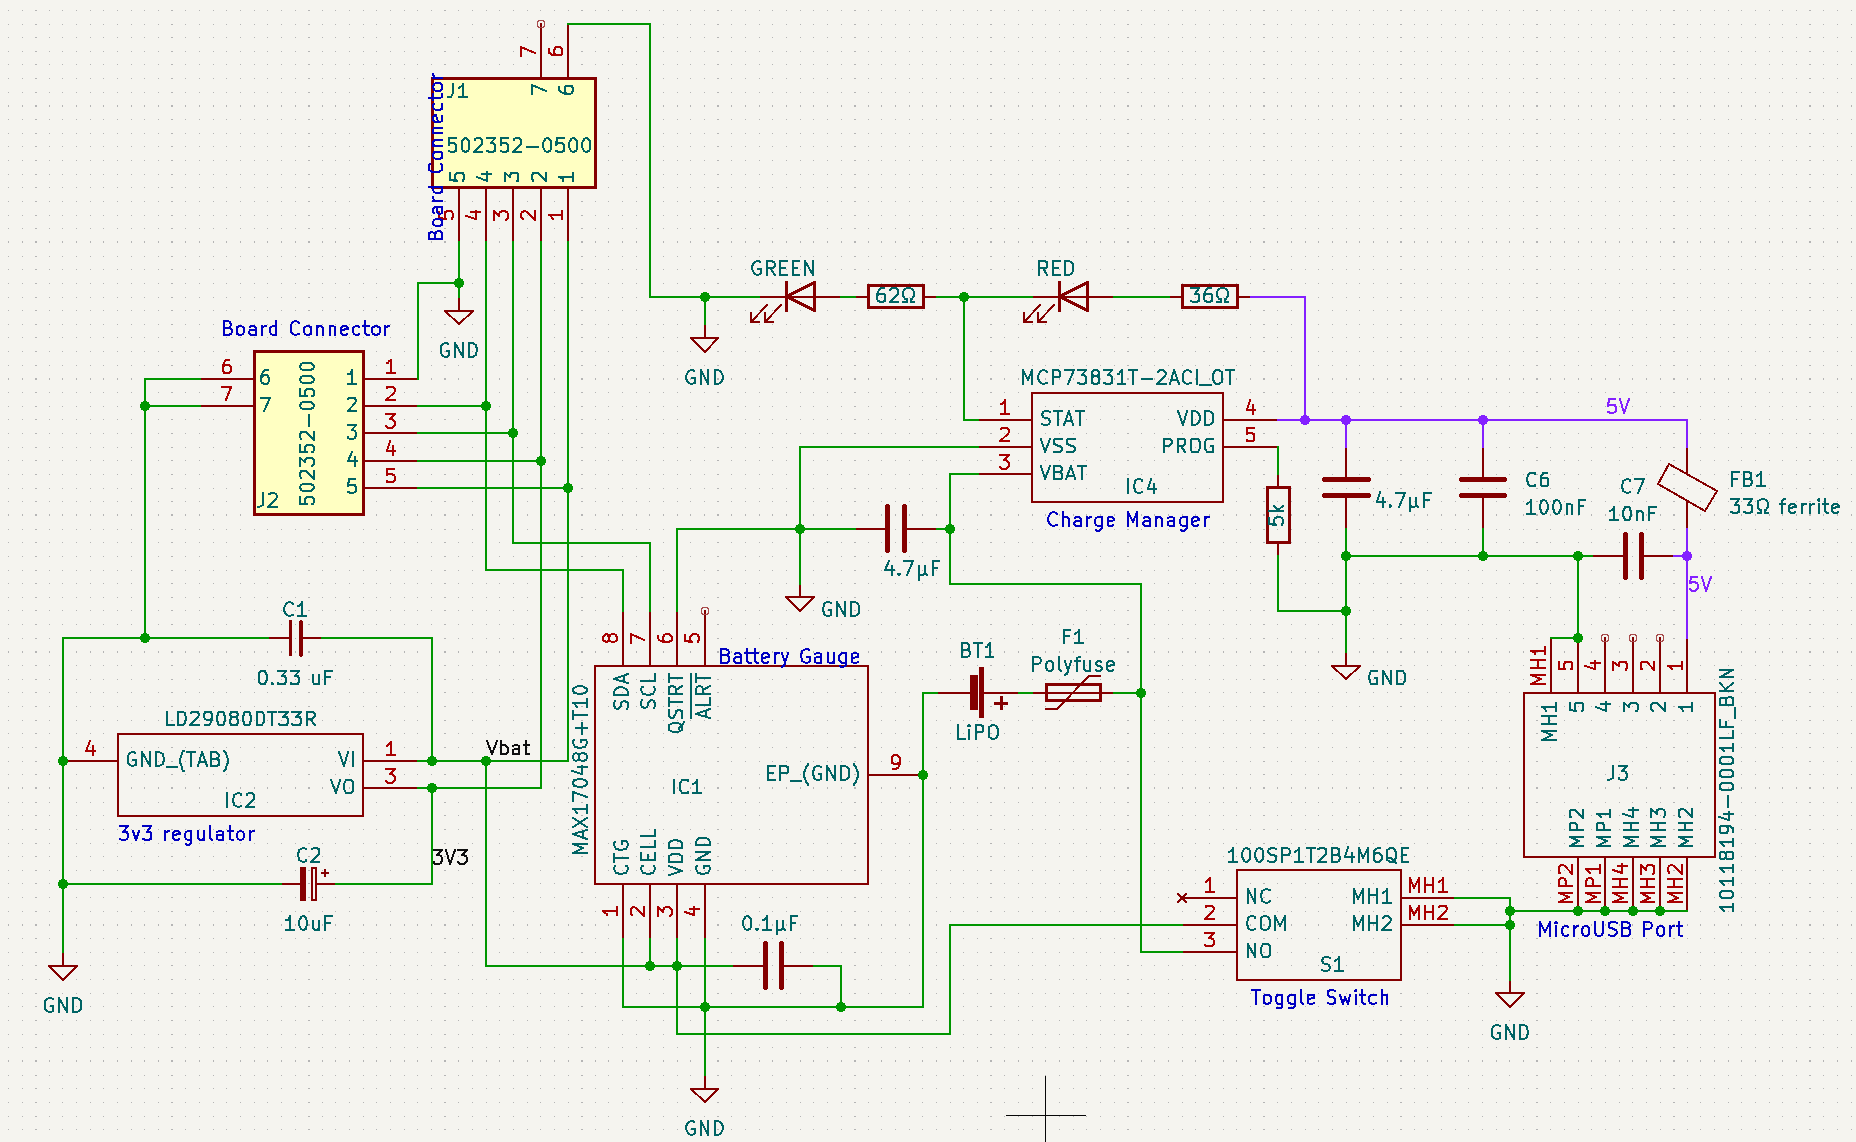 7
6
J1
7
6
502352-0500
Board Connector
5
4
3
2
1
5
4
3
2
1
GND
Board Connector
6
7
6
7
502352-0500
J2
1
2
3
4
5
1
2
3
4
5
GREEN
62Ω
RED
36Ω
GND
MCP73831T-2ACI_OT
1
2
3
STAT
VSS
VBAT
VDD
PROG
4
5
IC4
Charge Manager
5k
4.7µF
GND
4.7µF
C6
100nF
C7
10nF
5V
FB1
33Ω ferrite
5V
GND
C1
0.33 uF
LD29080DT33R
4
GND_(TAB)
VI
VO
1
3
IC2
3v3 regulator
Vbat
3V3
C2
+
10uF
GND
8
7
6
5
Battery Gauge
SDA
SCL
QSTRT
ALRT
MAX17048G+T10
EP_(GND)
9
IC1
CTG
CELL
VDD
GND
1
2
3
4
0.1µF
GND
BT1
+
LiPO
F1
Polyfuse
100SP1T2B4M6QE
1
2
3
NC
COM
NO
MH1
MH2
MH1
MH2
S1
Toggle Switch
MH1
5
4
3
2
1
MH1
5
4
3
2
1
J3
10118194-0001LF_BKN
MP2
MP1
MH4
MH3
MH2
MP2
MP1
MH4
MH3
MH2
MicroUSB Port
GND